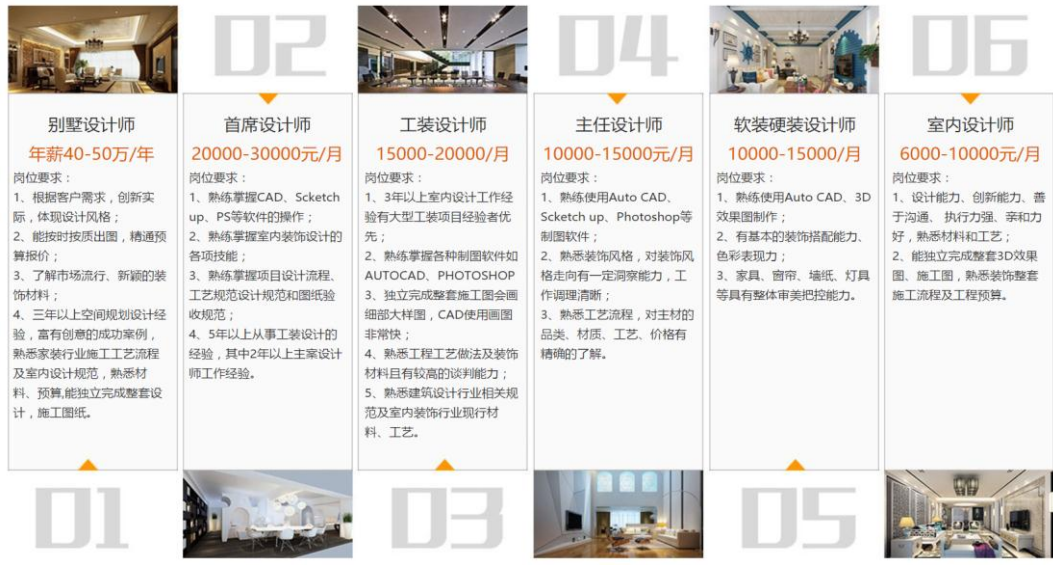 01
别墅设计师
年薪40-50万/年
岗位要求：
1、根据客户需求，创新实
际，体现设计风格；
2、能按时按质出图，精通预
算报价；
3、了解市场流行、新颖的装
饰材料；
4、三年以上空间规划设计经
验，富有创意的成功案例，
熟悉家装行业施工工艺流程
及室内设计规范，熟悉材
料、预算,能独立完成整套设
计，施工图纸。
02
首席设计师
20000-30000元/月
岗位要求：
1、熟练掌握CAD、Scketch
up、PS等软件的操作；
2、熟练掌握室内装饰设计的
各项技能；
3、熟练掌握项目设计流程、
工艺规范设计规范和图纸验
收规范；
4、5年以上从事工装设计的
经验，其中2年以上主案设计
师工作经验。
03
工装设计师
15000-20000/月
岗位要求：
1、3年以上室内设计工作经
验有大型工装项目经验者优
先；
2、熟练掌握各种制图软件如
AUTOCAD、PHOTOSHOP
3、独立完成整套施工图会画
细部大样图，CAD使用画图
非常快；
4、熟悉工程工艺做法及装饰
材料且有较高的谈判能力；
5、熟悉建筑设计行业相关规
范及室内装饰行业现行材
料、工艺。
04
主任设计师
10000-15000元/月
岗位要求：
1、熟练使用Auto CAD、
Scketch up、Photoshop等
制图软件；
2、熟悉装饰风格，对装饰风
格走向有一定洞察能力，工
作调理清晰；
3、熟悉工艺流程，对主材的
品类、材质、工艺、价格有
精确的了解。
05
软装硬装设计师
10000-15000/月
岗位要求：
1、熟练使用Auto CAD、3D
效果图制作；
2、有基本的装饰搭配能力、
色彩表现力；
3、家具、窗帘、墙纸、灯具
等具有整体审美把控能力。
06
室内设计师
6000-10000元/月
岗位要求：
1、设计能力、创新能力、善
于沟通、 执行力强、亲和力
好，熟悉材料和工艺；
2、能独立完成整套3D效果
图、施工图，熟悉装饰整套
施工流程及工程预算。